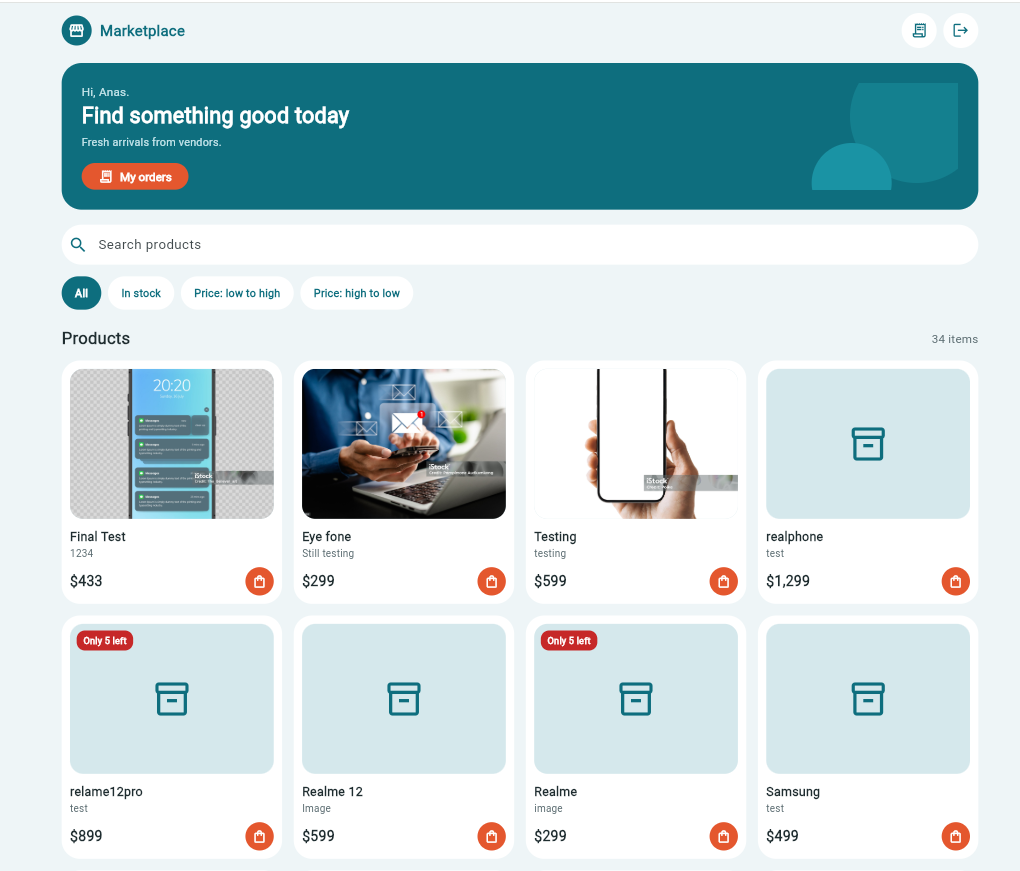 Marketplace
Hi, Anas.
Find something good today
Fresh arrivals from vendors.
My orders
Search products
All
In stock
Price: low to high
Price: high to low
Products
34 items
20:20
iStock
iStock
iStock
1
Final Test
1234
$433
Eye fone
Still testing
$299
Testing
testing
$599
realphone
test
$1,299
Only 5 left
Only 5 left
relame12pro
test
$899
Realme 12
Image
$599
Realme
image
$299
Samsung
test
$499